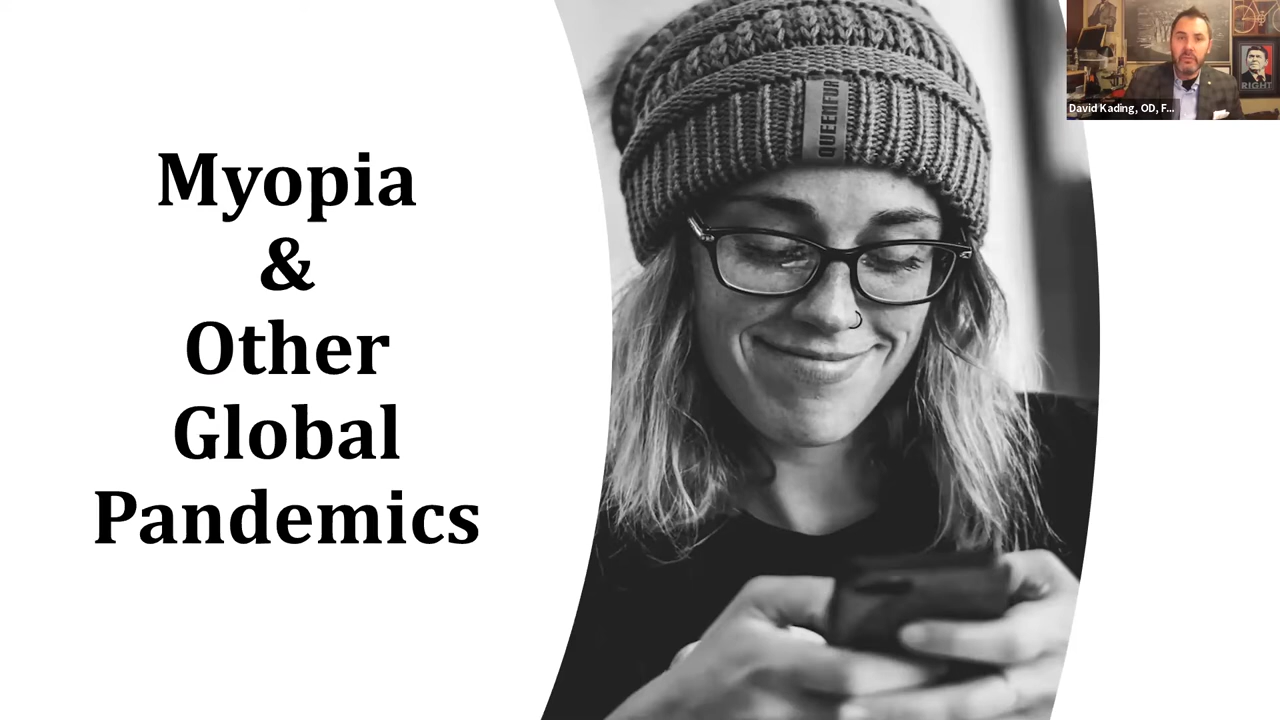 Myopia
&
Other
Global
Pandemics
QUEENFUR
David Kading, OD, F...
RIGHT